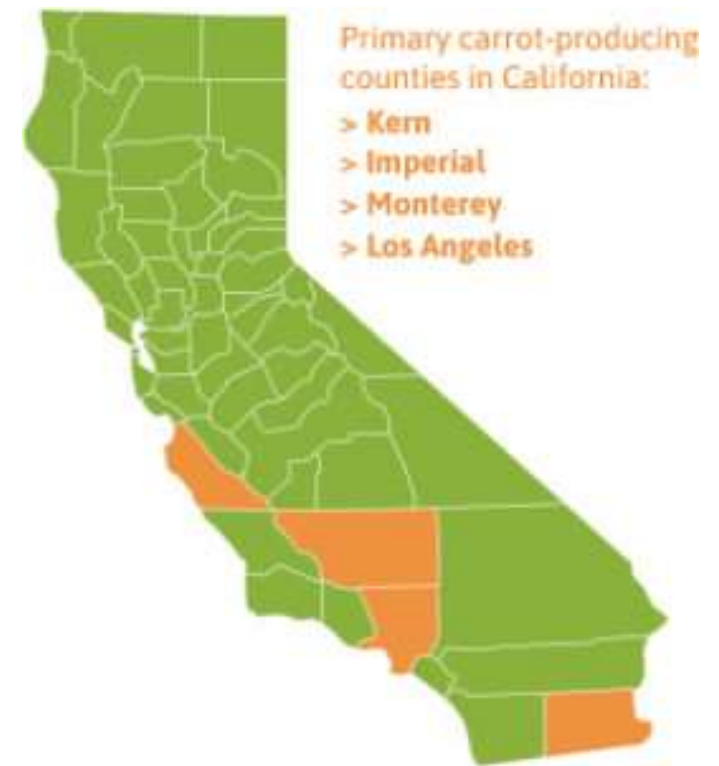 Primary carrot-producing
counties in California:
> Kern
> Imperial
> Monterey
> Los Angeles